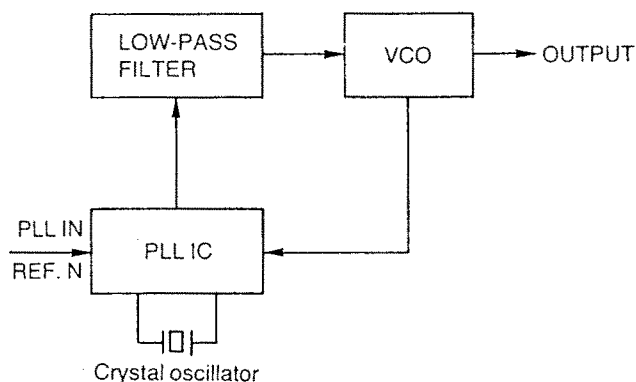 LOW-PASS
FILTER
VCO
OUTPUT
PLL IN
REF. N
PLL IC
Crystal oscillator